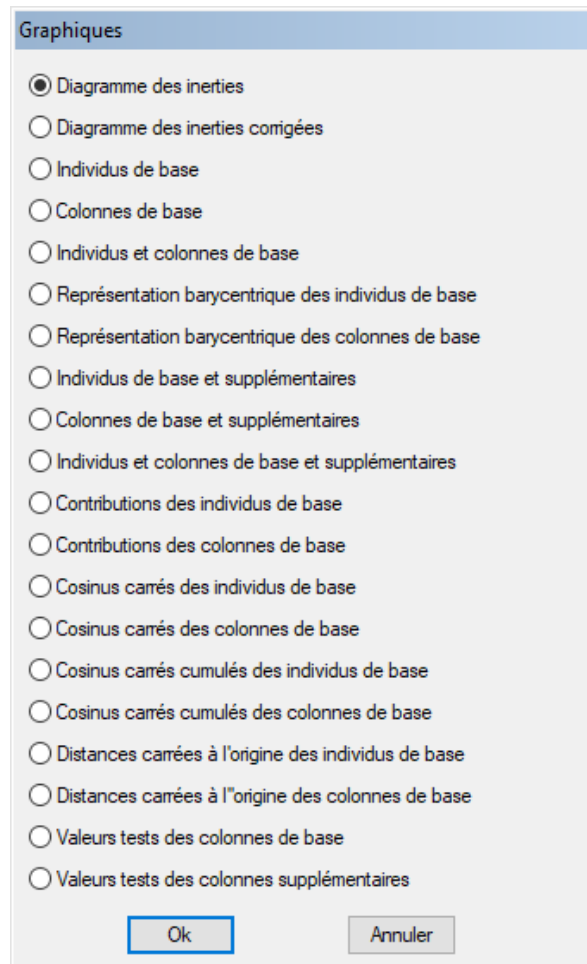 Graphiques
Diagramme des inerties
Diagramme des inerties corrigées
Individus de base
Colonnes de base
Individus et colonnes de base
Représentation barycentrique des individus de base
Représentation barycentrique des colonnes de base
Individus de base et supplémentaires
Colonnes de base et supplémentaires
Individus et colonnes de base et supplémentaires
Contributions des individus de base
Contributions des colonnes de base
Cosinus carrés des individus de base
Cosinus carrés des colonnes de base
Cosinus carrés cumulés des individus de base
Cosinus carrés cumulés des colonnes de base
Distances carrées à l'origine des individus de base
Distances carrées à l''origine des colonnes de base
Valeurs tests des colonnes de base
Valeurs tests des colonnes supplémentaires
Ok Annuler